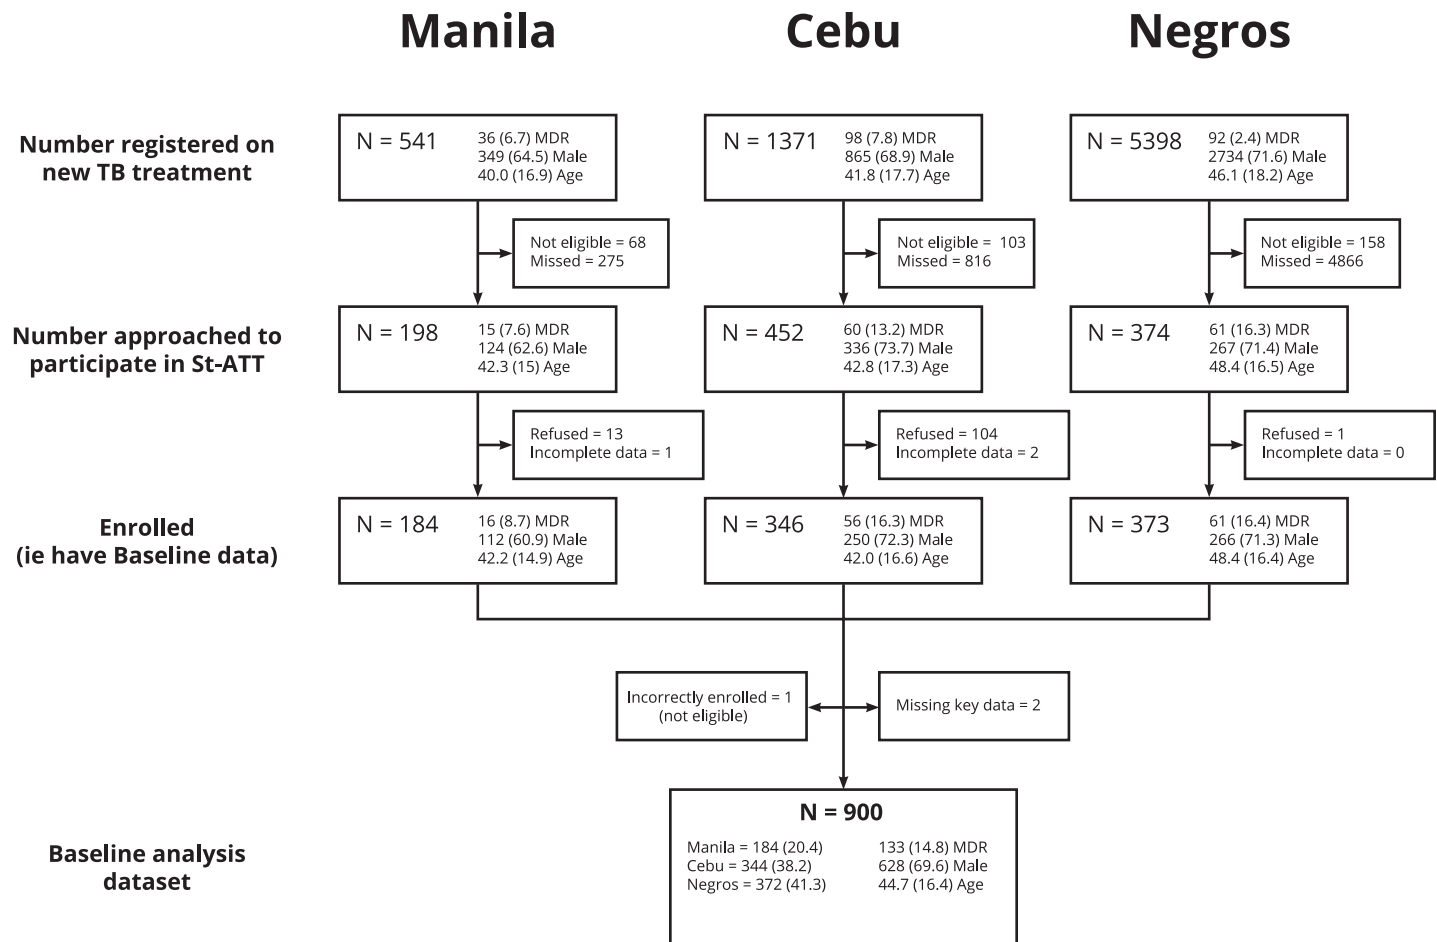 Manila
Cebu
Negros
Number registered on
new TB treatment
N = 541
36 (6.7) MDR
349 (64.5) Male
40.0 (16.9) Age
N = 1371
98 (7.8) MDR
865 (68.9) Male
41.8 (17.7) Age
N = 5398
92 (2.4) MDR
2734 (71.6) Male
46.1 (18.2) Age
Not eligible = 68
Missed = 275
Not eligible = 103
Missed = 816
Not eligible = 158
Missed = 4866
Number approached to
participate in St-ATT
N = 198
15 (7.6) MDR
124 (62.6) Male
42.3 (15) Age
N = 452
60 (13.2) MDR
336 (73.7) Male
42.8 (17.3) Age
N = 374
61 (16.3) MDR
267 (71.4) Male
48.4 (16.5) Age
Refused = 13
Incomplete data = 1
Refused = 104
Incomplete data = 2
Refused = 1
Incomplete data = 0
Enrolled
(ie have Baseline data)
N = 184
16 (8.7) MDR
112 (60.9) Male
42.2 (14.9) Age
N = 346
56 (16.3) MDR
250 (72.3) Male
42.0 (16.6) Age
N = 373
61 (16.4) MDR
266 (71.3) Male
48.4 (16.4) Age
Incorrectly enrolled = 1
(not eligible)
Missing key data = 2
Baseline analysis
dataset
N = 900
Manila = 184 (20.4)
Cebu = 344 (38.2)
Negros = 372 (41.3)
133 (14.8) MDR
628 (69.6) Male
44.7 (16.4) Age